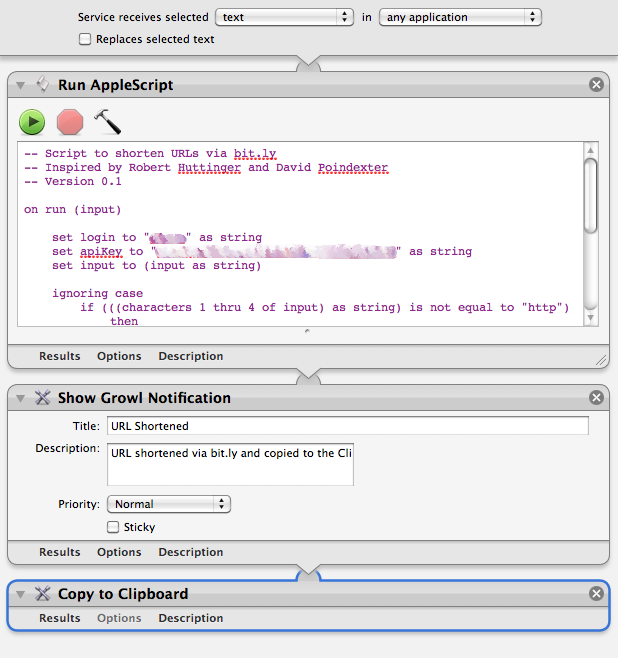 Service receives selected text in any application
Replaces selected text
Run AppleScript
-- Script to shorten URLs via bit.ly
-- Inspired by Robert Huttinger and David Poindexter
-- Version 0.1
on run (input)
set login to "" as string
set apiKey to "" as string
set input to (input as string)
ignoring case
if (((characters 1 thru 4 of input) as string) is not equal to "http")
then
Results Options Description
Show Growl Notification
Title: URL Shortened
Description: URL shortened via bit.ly and copied to the Cli
Priority: Normal
Sticky
Results Options Description
Copy to Clipboard
Results Options Description